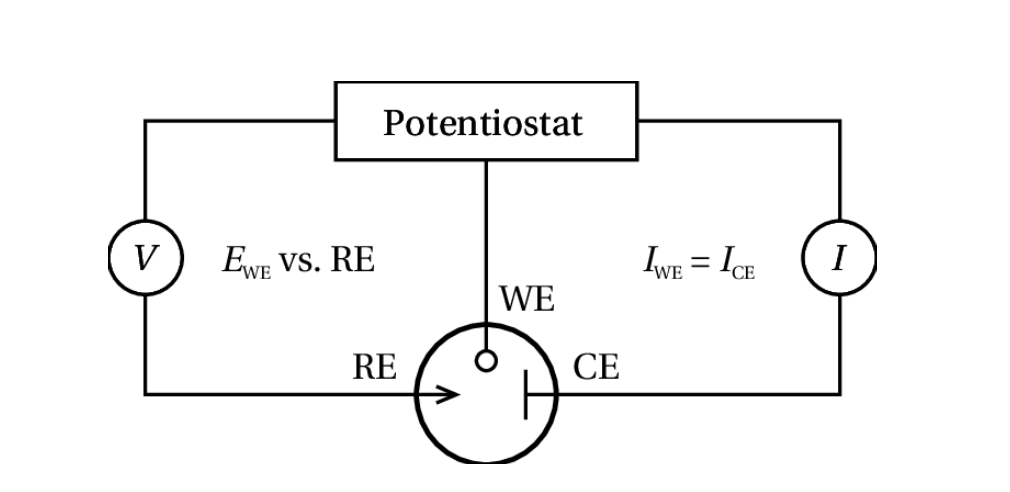 Potentiostat
V
E_WE vs. RE
I_WE = I_CE
I
WE
RE
CE